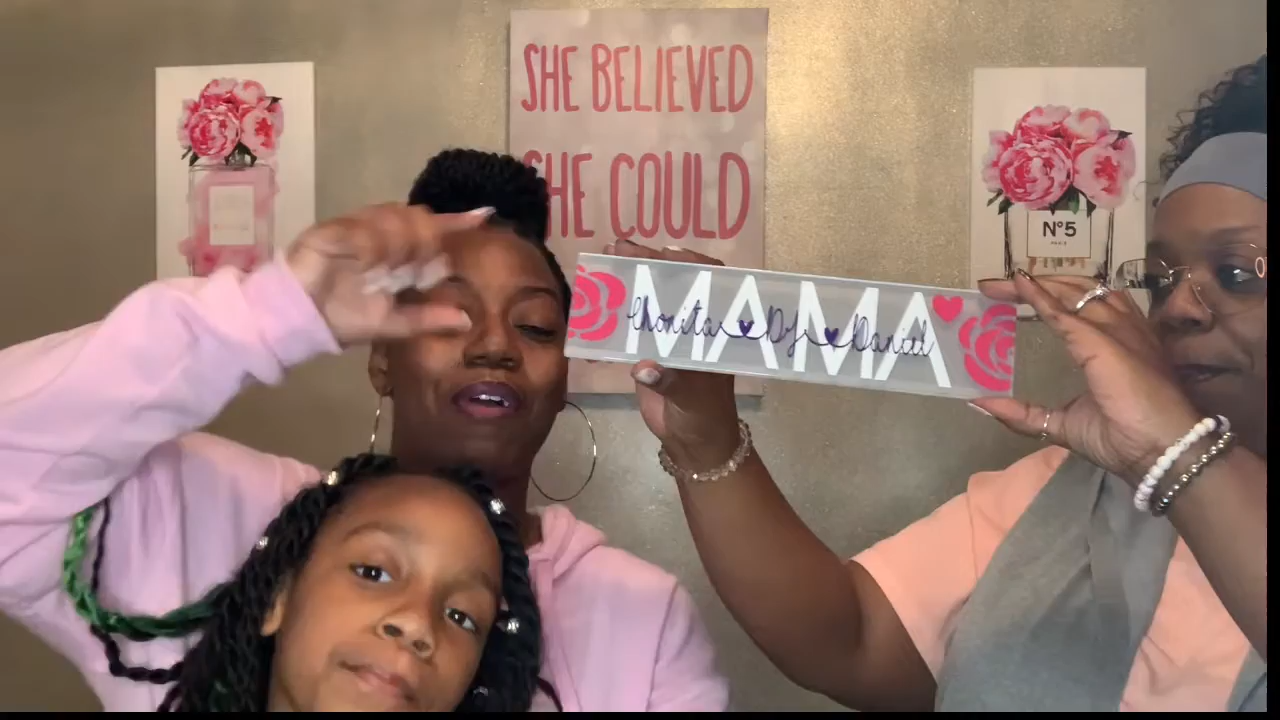 SHE BELIEVED
SHE COULD
N°5
PARIS
MAMA
Chonita DJ Daniel